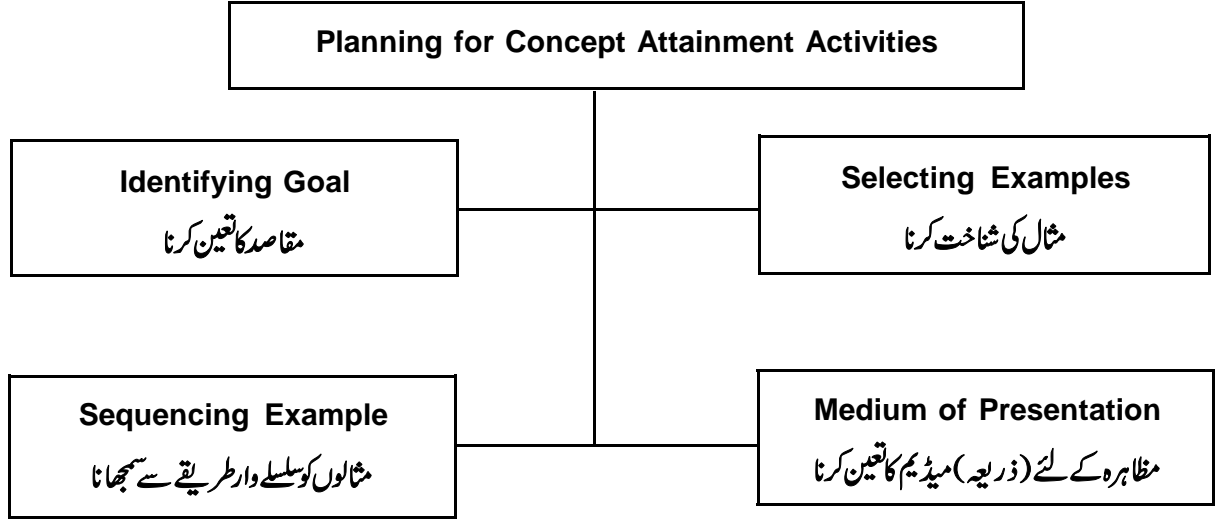 Planning for Concept Attainment Activities
Identifying Goal
مقاصد کا تعین کرنا
Selecting Examples
مثال کی شناخت کرنا
Sequencing Example
مثالوں کو سلسلے وار طریقے سے سمجھانا
Medium of Presentation
مظاہرہ کے لئے (ذریعہ) میڈیم کا تعین کرنا